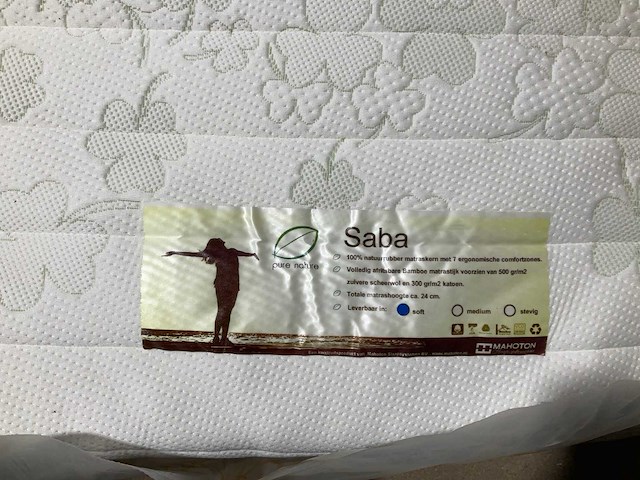 Saba
pure nature
100% natuurrubber matraskern met 7 ergonomische comfortzones.
Volledig afritsbare bamboe matrastijk voorzien van 500 gr/m2
zuivere scheerwol en 300 gr/m2 katoen.
Totale matrashoogte ca. 24 cm.
Leverbaar in: soft medium stevig
MAHOTON